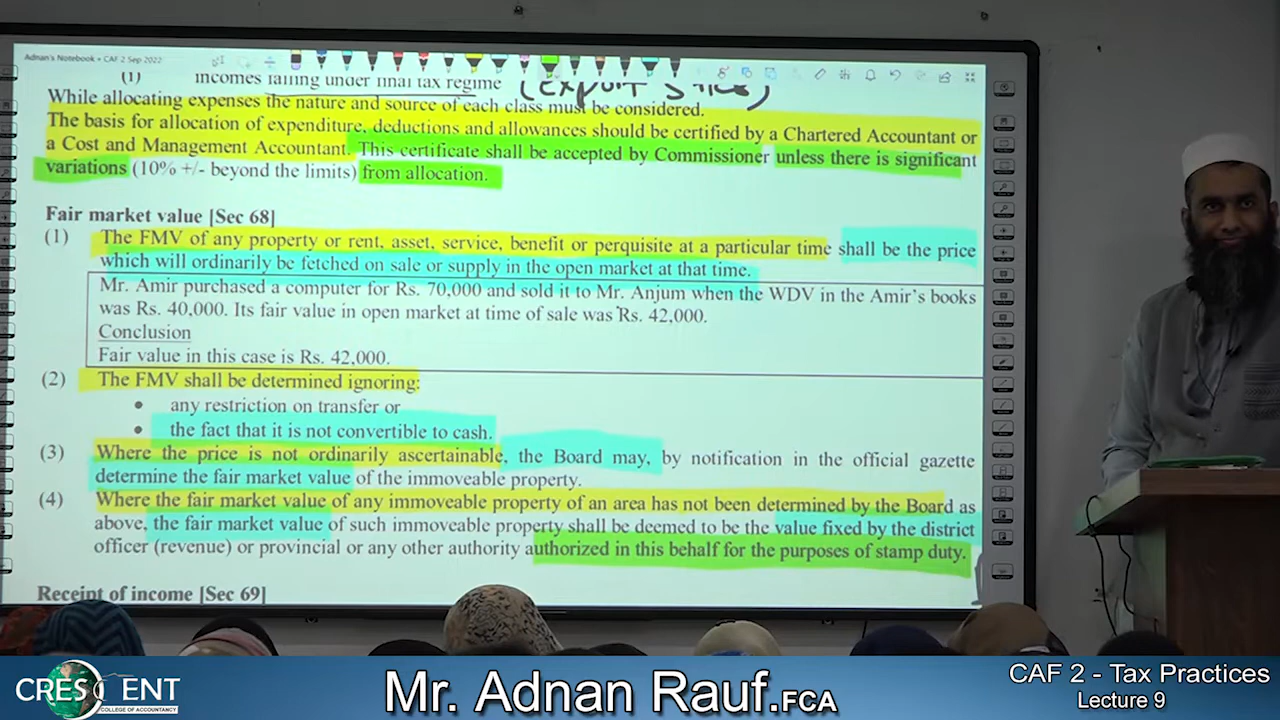 Adnan's Notebook • CAF 2 Sep 2022
(1) incomes falling under final tax regime (Export Sales)
While allocating expenses the nature and source of each class must be considered.
The basis for allocation of expenditure, deductions and allowances should be certified by a Chartered Accountant or
a Cost and Management Accountant. This certificate shall be accepted by Commissioner unless there is significant
variations (10% +/- beyond the limits) from allocation.
Fair market value [Sec 68]
(1) The FMV of any property or rent, asset, service, benefit or perquisite at a particular time shall be the price
which will ordinarily be fetched on sale or supply in the open market at that time.
Mr. Amir purchased a computer for Rs. 70,000 and sold it to Mr. Anjum when the WDV in the Amir's books
was Rs. 40,000. Its fair value in open market at time of sale was Rs. 42,000.
Conclusion
Fair value in this case is Rs. 42,000.
(2) The FMV shall be determined ignoring:
• any restriction on transfer or
• the fact that it is not convertible to cash.
(3) Where the price is not ordinarily ascertainable, the Board may, by notification in the official gazette
determine the fair market value of the immoveable property.
(4) Where the fair market value of any immoveable property of an area has not been determined by the Board as
above, the fair market value of such immoveable property shall be deemed to be the value fixed by the district
officer (revenue) or provincial or any other authority authorized in this behalf for the purposes of stamp duty.
Receipt of income [Sec 69]
CRESCENT
COLLEGE OF ACCOUNTANCY
Mr. Adnan Rauf.FCA
CAF 2 - Tax Practices
Lecture 9